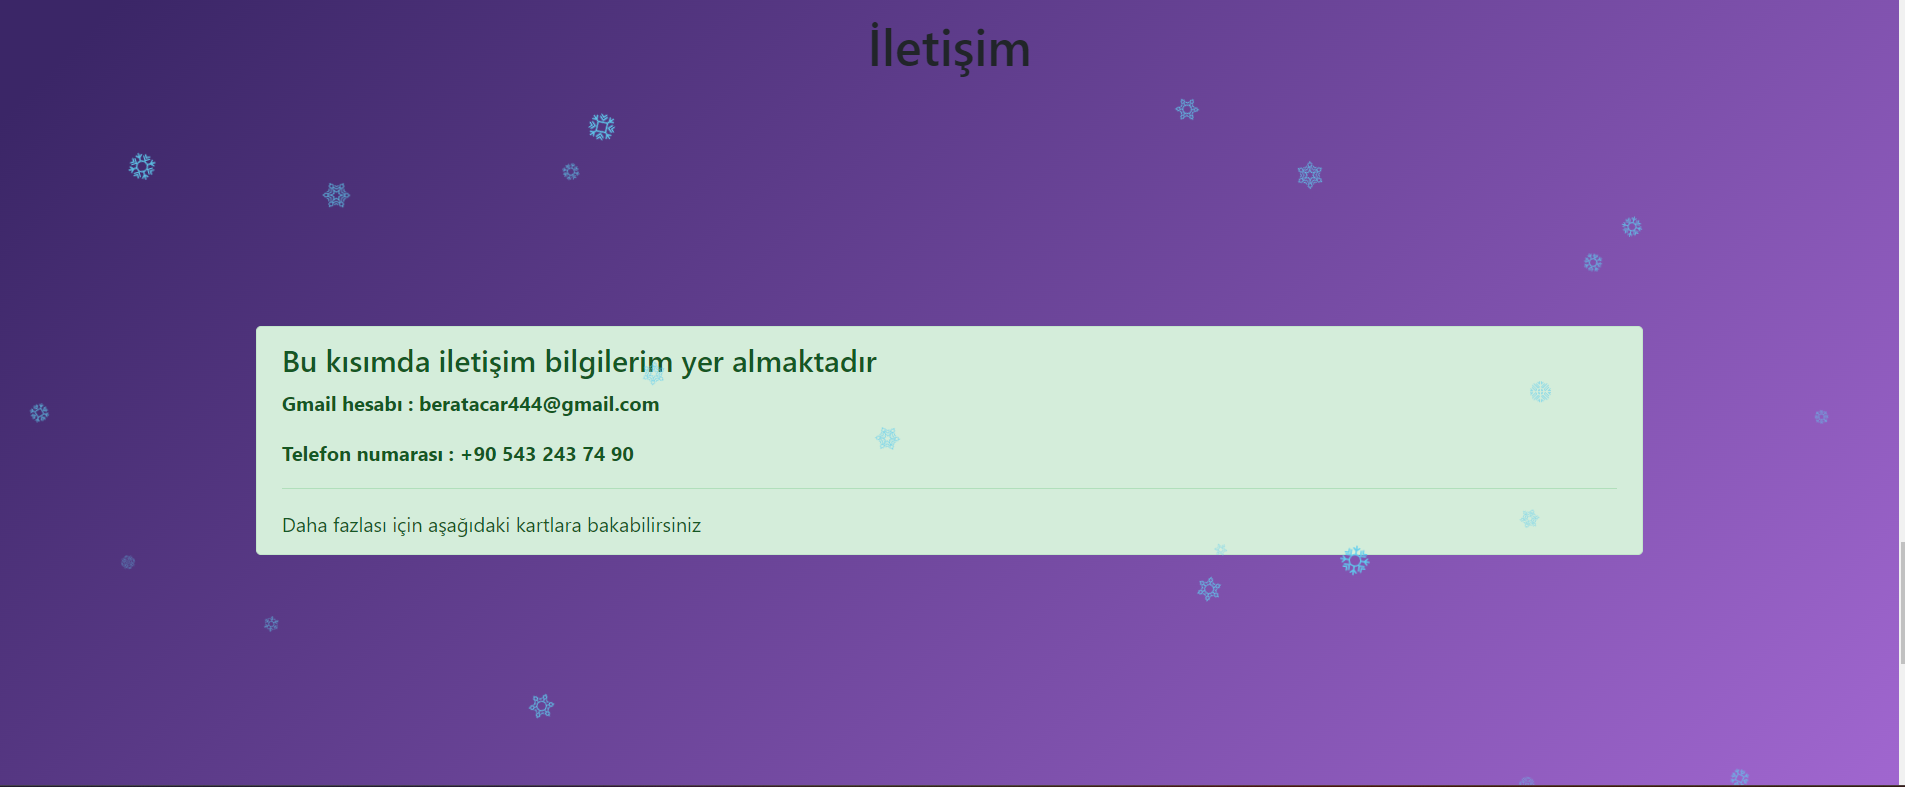 İletişim
Bu kısımda iletişim bilgilerim yer almaktadır
Gmail hesabı : beratacar444@gmail.com
Telefon numarası : +90 543 243 74 90
Daha fazlası için aşağıdaki kartlara bakabilirsiniz